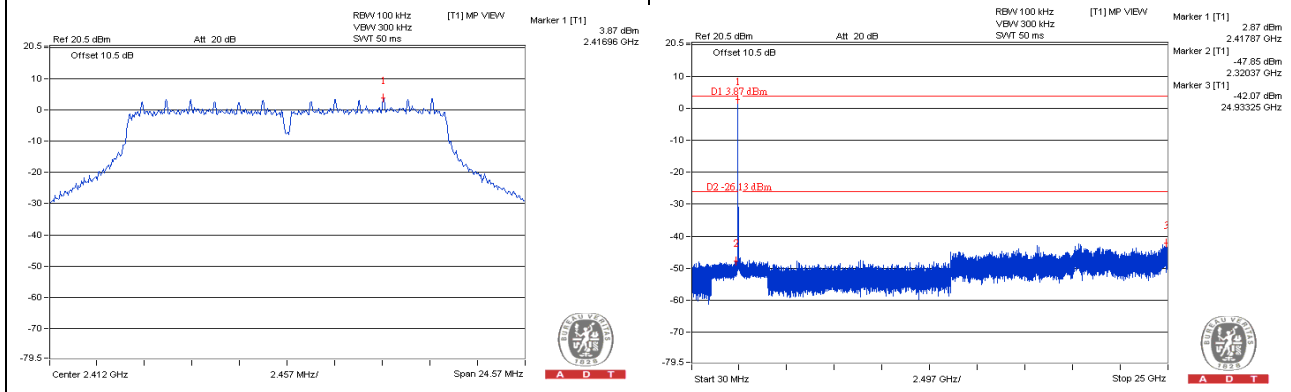 RBW 100 kHz [T1] MP VIEW
VBW 300 kHz
Ref 20.5 dBm Att 20 dB SWT 50 ms
Marker 1 [T1]
3.87 dBm
2.41696 GHz
20.5
Offset 10.5 dB
10
1
0
-10
-20
-30
-40
-50
-60
-70
-79.5
Center 2.412 GHz 2.457 MHz/ Span 24.57 MHz
BUREAU VERITAS
1828
A D T
RBW 100 kHz [T1] MP VIEW
VBW 300 kHz
Ref 20.5 dBm Att 20 dB SWT 50 ms
Marker 1 [T1]
2.87 dBm
2.41787 GHz
Marker 2 [T1]
-47.85 dBm
2.32037 GHz
Marker 3 [T1]
-42.07 dBm
24.93325 GHz
20.5
Offset 10.5 dB
10
1
D1 3.87 dBm
0
-10
-20
D2 -26.13 dBm
-30
3
-40
2
-50
-60
-70
-79.5
Start 30 MHz 2.497 GHz/ Stop 25 GHz
BUREAU VERITAS
1828
A D T